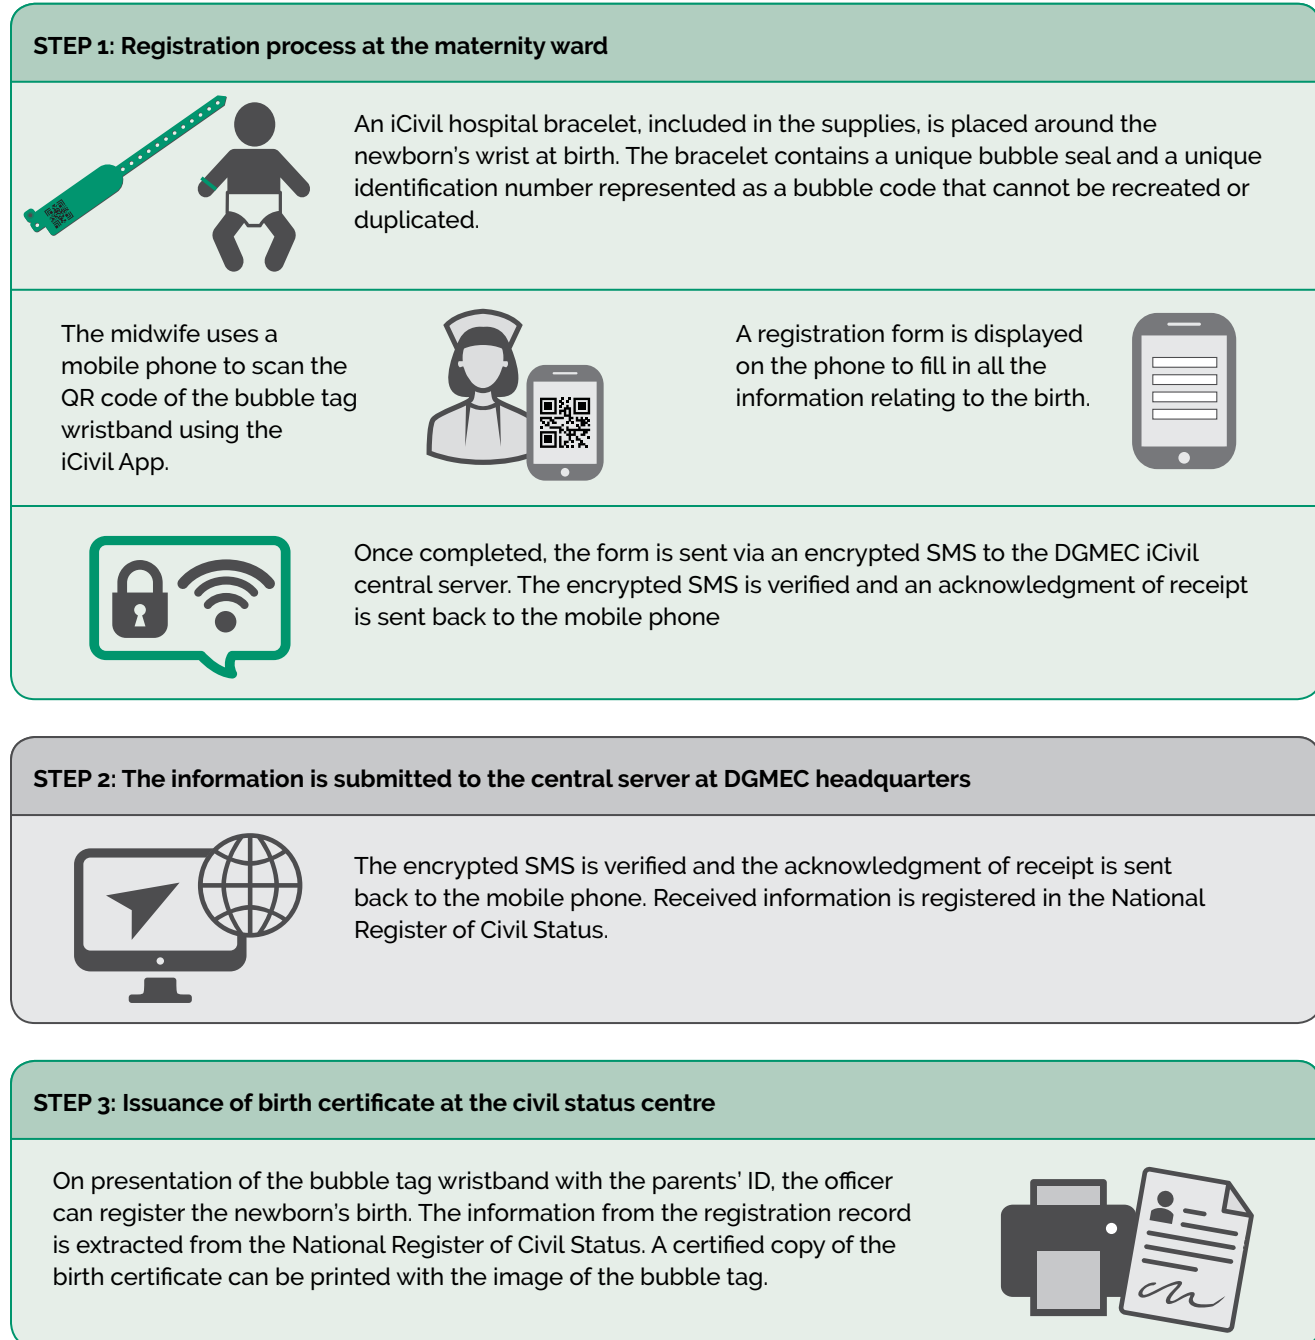 STEP 1: Registration process at the maternity ward
An iCivil hospital bracelet, included in the supplies, is placed around the
newborn's wrist at birth. The bracelet contains a unique bubble seal and a unique
identification number represented as a bubble code that cannot be recreated or
duplicated.
The midwife uses a
mobile phone to scan the
QR code of the bubble tag
wristband using the
iCivil App.
A registration form is displayed
on the phone to fill in all the
information relating to the birth.
Once completed, the form is sent via an encrypted SMS to the DGMEC iCivil
central server. The encrypted SMS is verified and an acknowledgment of receipt
is sent back to the mobile phone
STEP 2: The information is submitted to the central server at DGMEC headquarters
The encrypted SMS is verified and the acknowledgment of receipt is sent
back to the mobile phone. Received information is registered in the National
Register of Civil Status.
STEP 3: Issuance of birth certificate at the civil status centre
On presentation of the bubble tag wristband with the parents' ID, the officer
can register the newborn's birth. The information from the registration record
is extracted from the National Register of Civil Status. A certified copy of the
birth certificate can be printed with the image of the bubble tag.